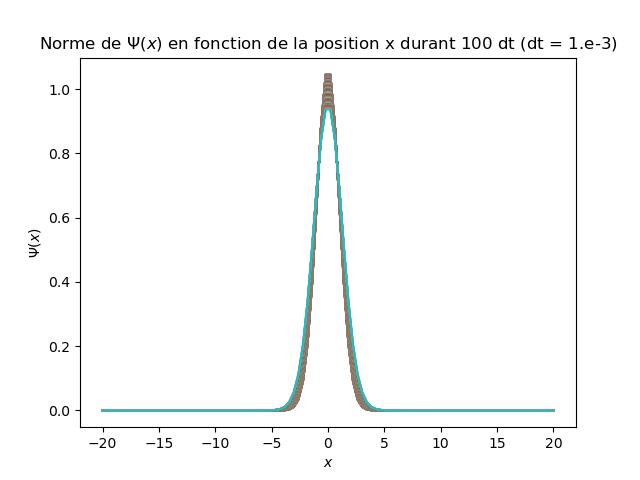 Norme de Ψ(x) en fonction de la position x durant 100 dt (dt = 1.e-3)
1.0
0.8
0.6
0.4
0.2
0.0
Ψ(x)
−20 −15 −10 −5 0 5 10 15 20
x